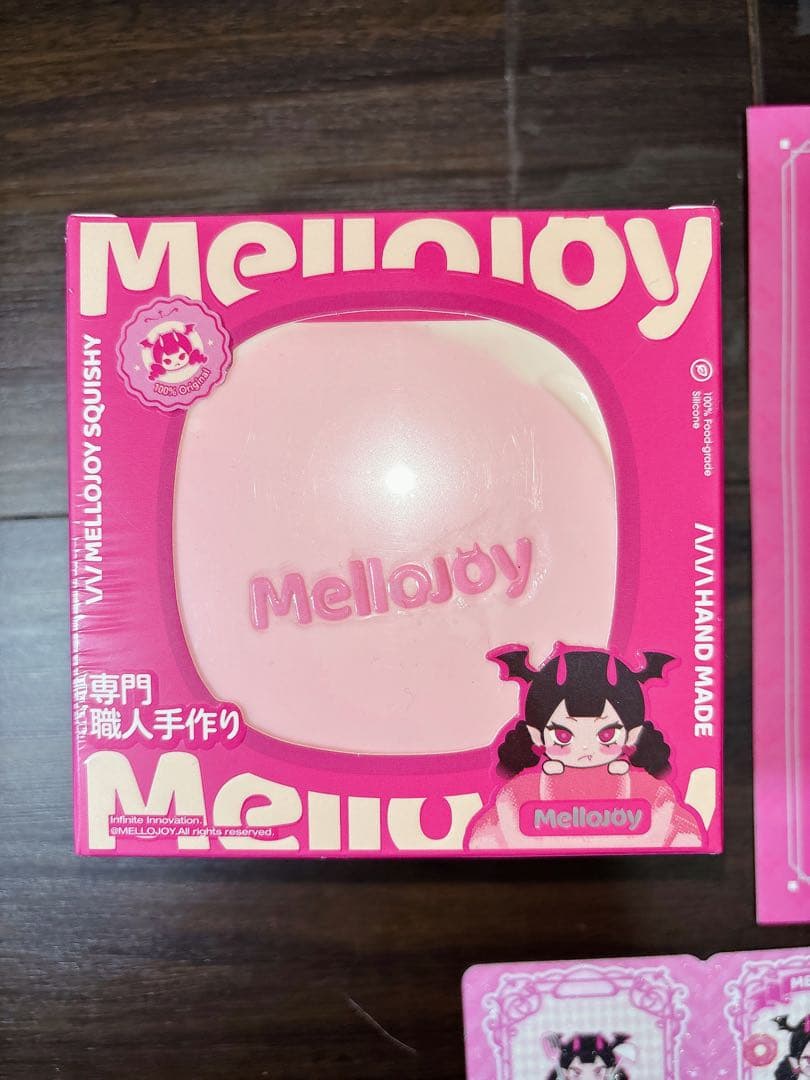 Mellojoy
100% Original
MELLOJOY SQUISHY
100% Food-grade
Silicone
Mellojoy
HAND MADE
専門
職人手作り
Mellojoy
Mellojoy
Infinite Innovation.
@MELLOJOY.All rights reserved.